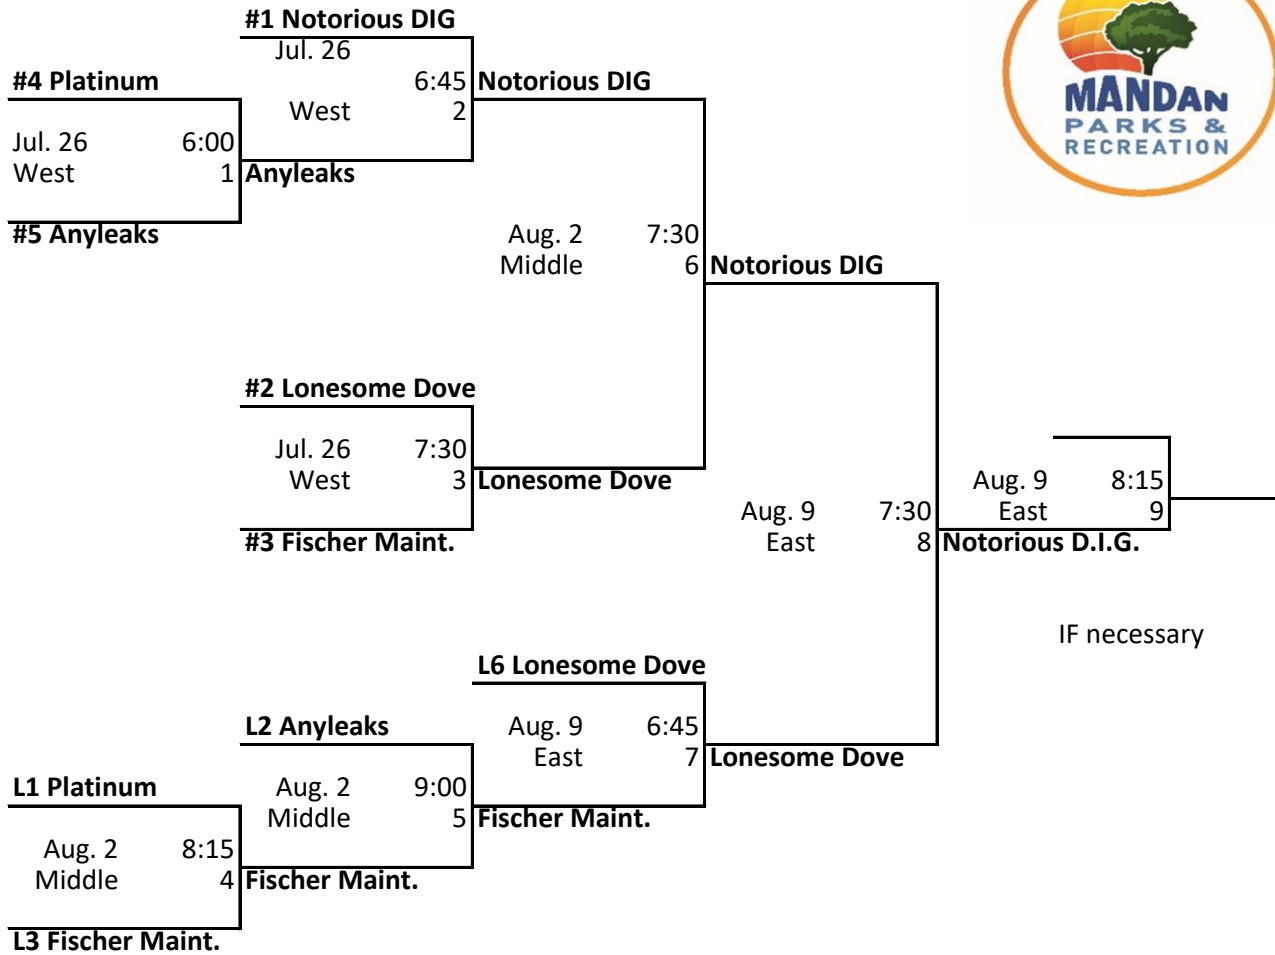 #1 Notorious DIG
Jul. 26
#4 Platinum
6:45 Notorious DIG
West 2
Jul. 26 6:00
West 1 Anyleaks
#5 Anyleaks
MANDAN
PARKS &
RECREATION
Aug. 2 7:30
Middle 6 Notorious DIG
#2 Lonesome Dove
Jul. 26 7:30
West 3 Lonesome Dove
#3 Fischer Maint.
Aug. 9 8:15
East 9
Aug. 9 7:30
East 8 Notorious D.I.G.
IF necessary
L6 Lonesome Dove
L2 Anyleaks
Aug. 9 6:45
East 7 Lonesome Dove
L1 Platinum
Aug. 2 9:00
Middle 5 Fischer Maint.
Aug. 2 8:15
Middle 4 Fischer Maint.
L3 Fischer Maint.